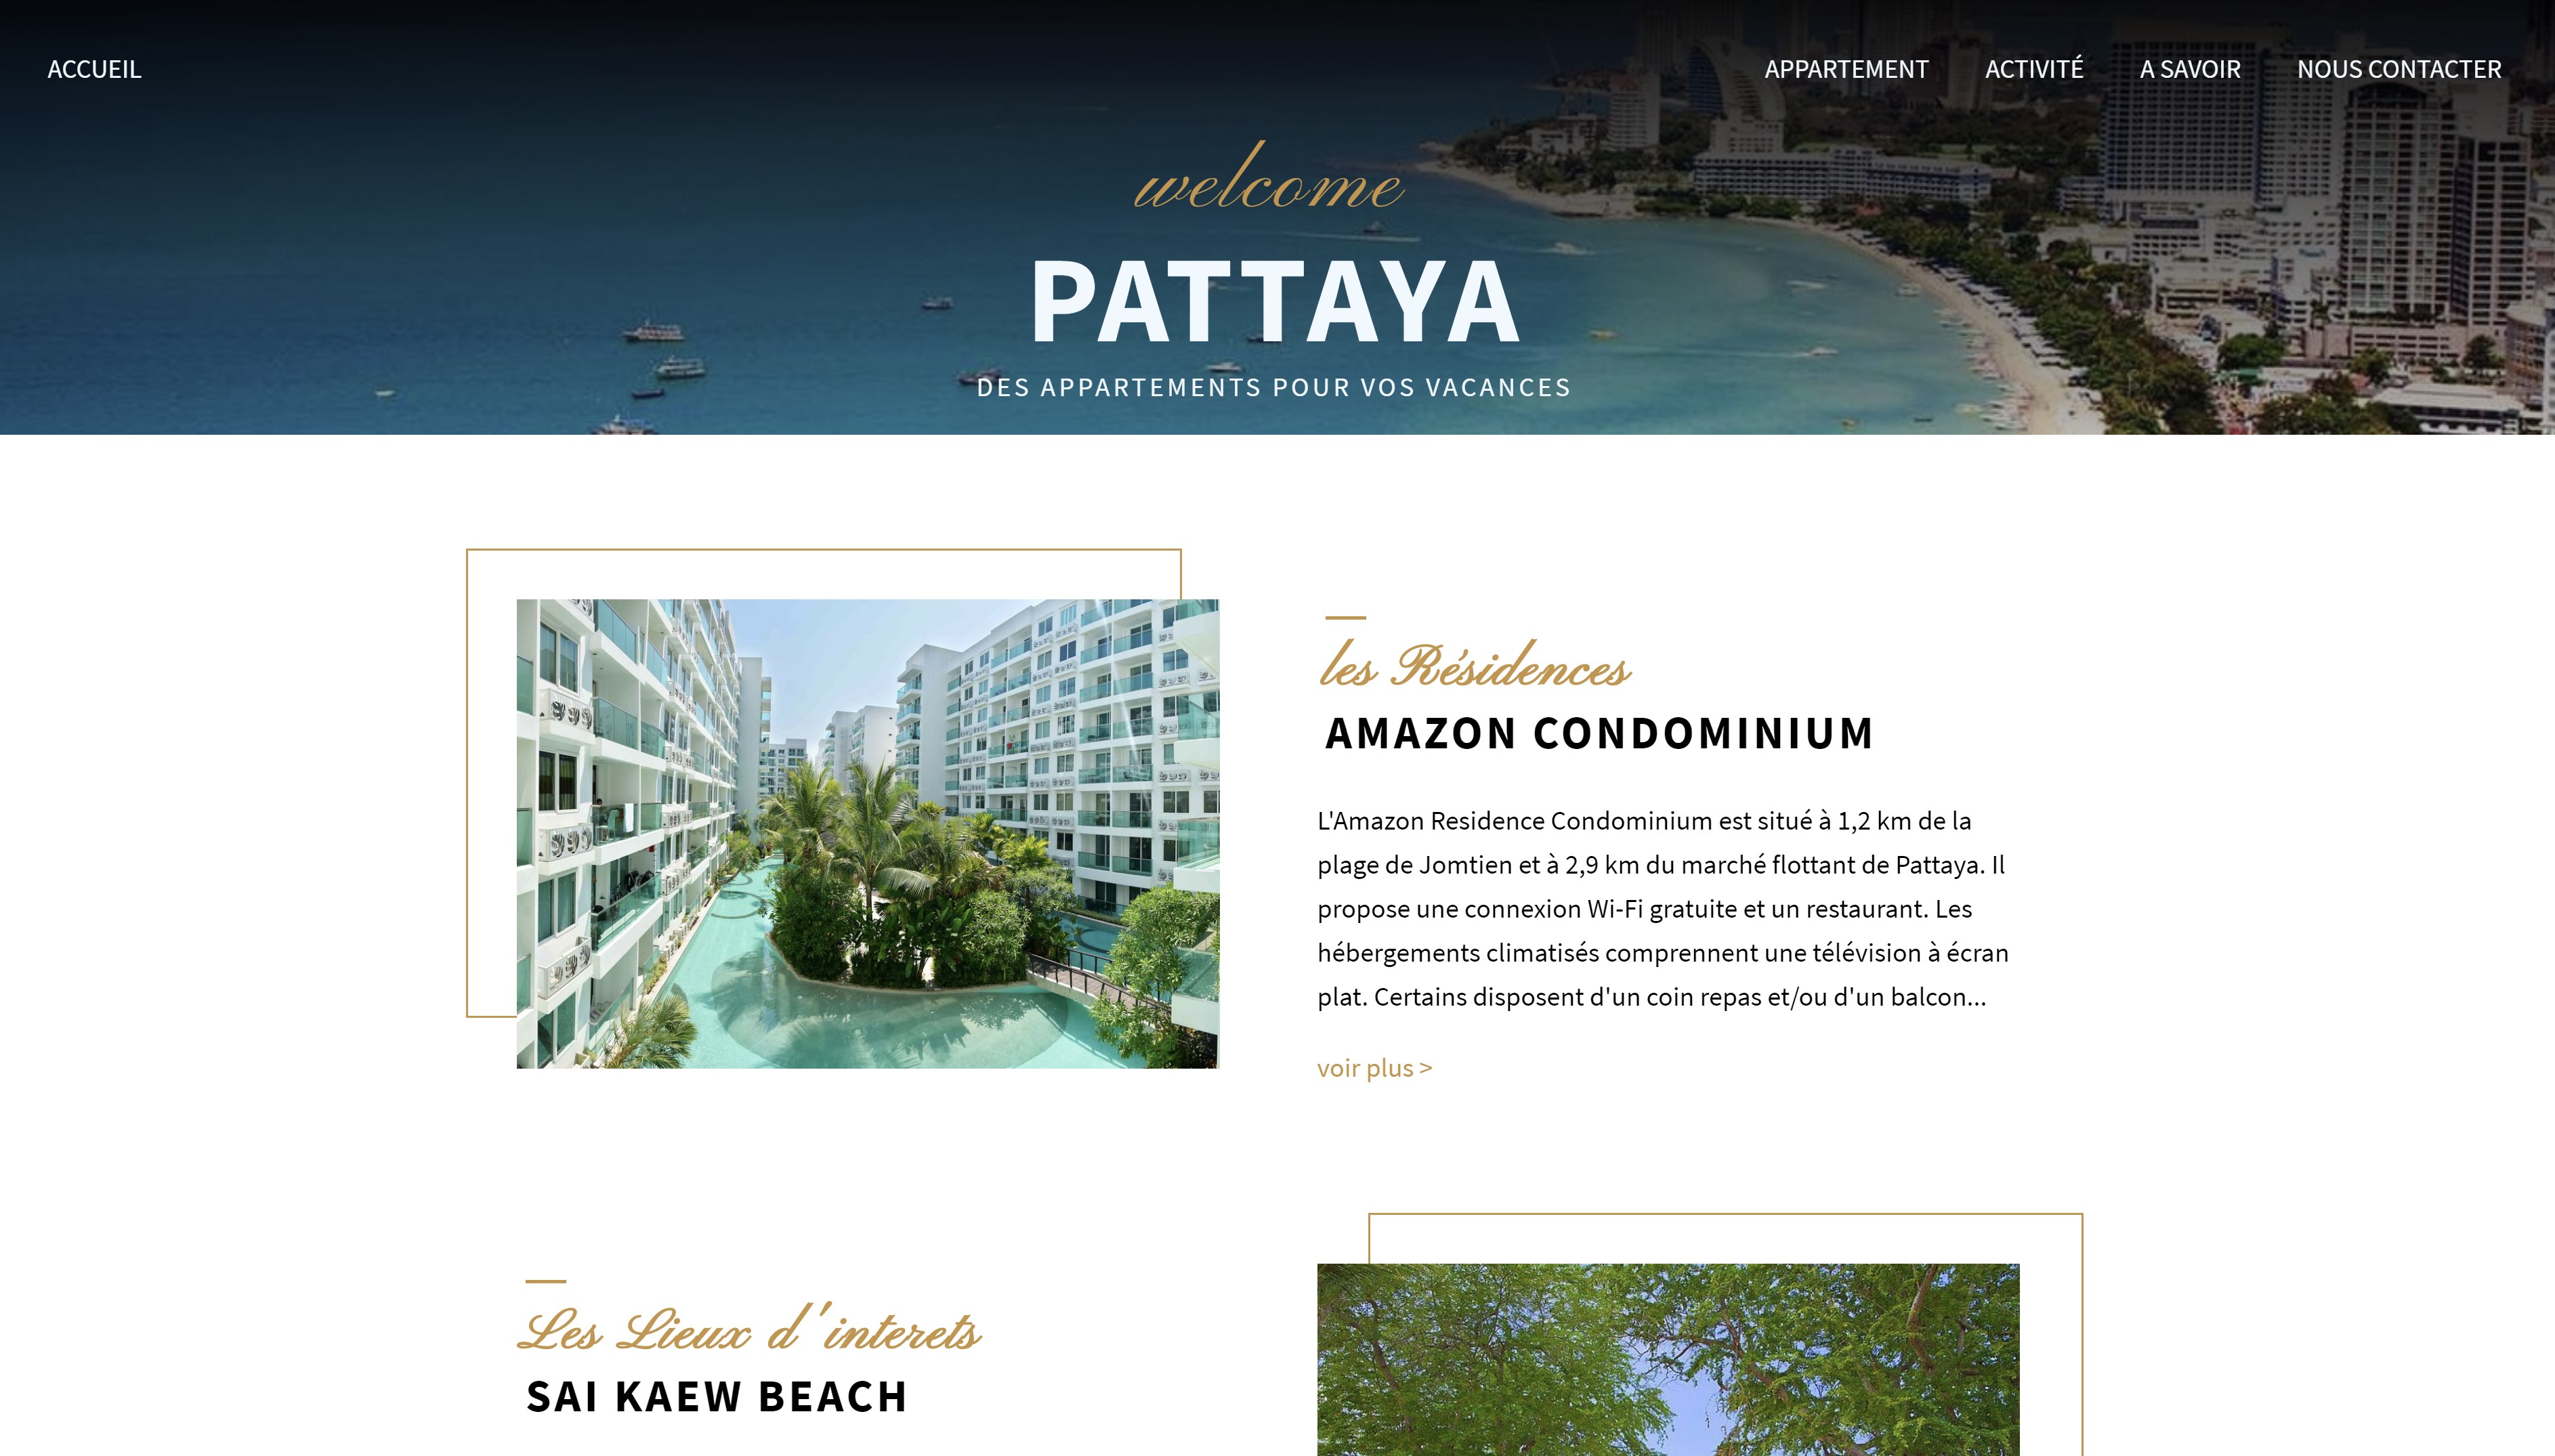 ACCUEIL APPARTEMENT ACTIVITÉ A SAVOIR NOUS CONTACTER
welcome
PATTAYA
DES APPARTEMENTS POUR VOS VACANCES
les Résidences
AMAZON CONDOMINIUM
L'Amazon Residence Condominium est situé à 1,2 km de la
plage de Jomtien et à 2,9 km du marché flottant de Pattaya. Il
propose une connexion Wi-Fi gratuite et un restaurant. Les
hébergements climatisés comprennent une télévision à écran
plat. Certains disposent d'un coin repas et/ou d'un balcon...
voir plus >
Les Lieux d'interets
SAI KAEW BEACH